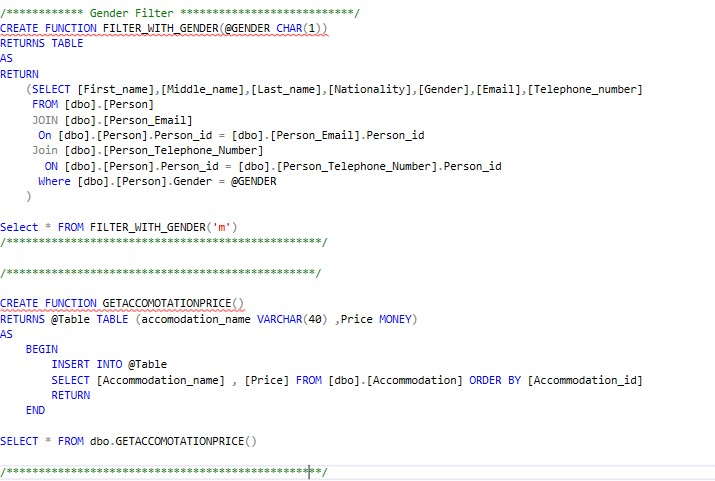 /************ Gender Filter ***************************/
CREATE FUNCTION FILTER_WITH_GENDER(@GENDER CHAR(1))
RETURNS TABLE
AS
RETURN
(SELECT [First_name],[Middle_name],[Last_name],[Nationality],[Gender],[Email],[Telephone_number]
FROM [dbo].[Person]
JOIN [dbo].[Person_Email]
On [dbo].[Person].Person_id = [dbo].[Person_Email].Person_id
Join [dbo].[Person_Telephone_Number]
ON [dbo].[Person].Person_id = [dbo].[Person_Telephone_Number].Person_id
Where [dbo].[Person].Gender = @GENDER
)
Select * FROM FILTER_WITH_GENDER('m')
/*************************************************/
/************************************************/
CREATE FUNCTION GETACCOMOTATIONPRICE()
RETURNS @Table TABLE (accomodation_name VARCHAR(40) ,Price MONEY)
AS
BEGIN
INSERT INTO @Table
SELECT [Accommodation_name] , [Price] FROM [dbo].[Accommodation] ORDER BY [Accommodation_id]
RETURN
END
SELECT * FROM dbo.GETACCOMOTATIONPRICE()
/*************************************************/